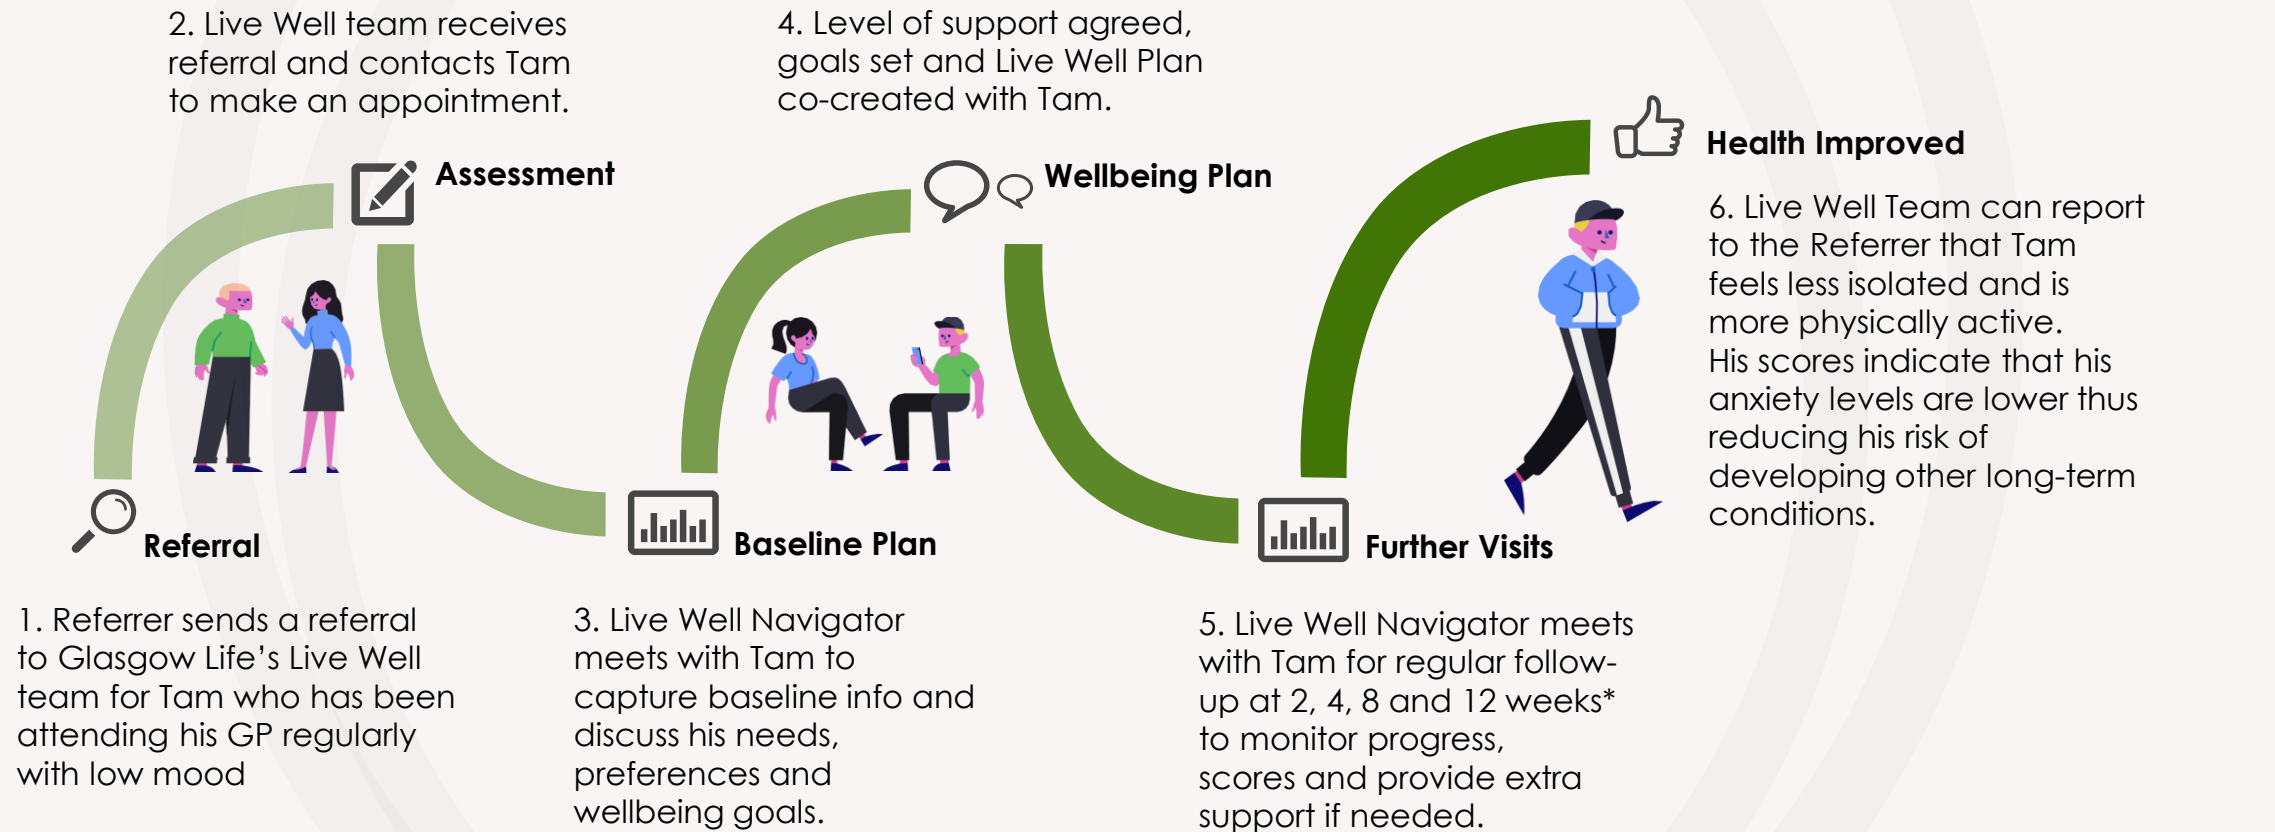 1. Referrer sends a referral
to Glasgow Life's Live Well
team for Tam who has been
attending his GP regularly
with low mood
Referral
2. Live Well team receives
referral and contacts Tam
to make an appointment.
Assessment
Baseline Plan
3. Live Well Navigator
meets with Tam to
capture baseline info and
discuss his needs,
preferences and
wellbeing goals.
4. Level of support agreed,
goals set and Live Well Plan
co-created with Tam.
Wellbeing Plan
Further Visits
5. Live Well Navigator meets
with Tam for regular follow-
up at 2, 4, 8 and 12 weeks*
to monitor progress,
scores and provide extra
support if needed.
Health Improved
6. Live Well Team can report
to the Referrer that Tam
feels less isolated and is
more physically active.
His scores indicate that his
anxiety levels are lower thus
reducing his risk of
developing other long-term
conditions.